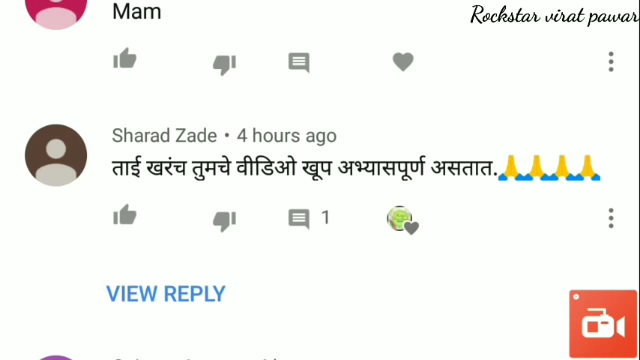 Rockstar virat pawar
Mam
Sharad Zade • 4 hours ago
ताई खरंच तुमचे वीडिओ खूप अभ्यासपूर्ण असतात.🙏🙏🙏🙏
1
VIEW REPLY